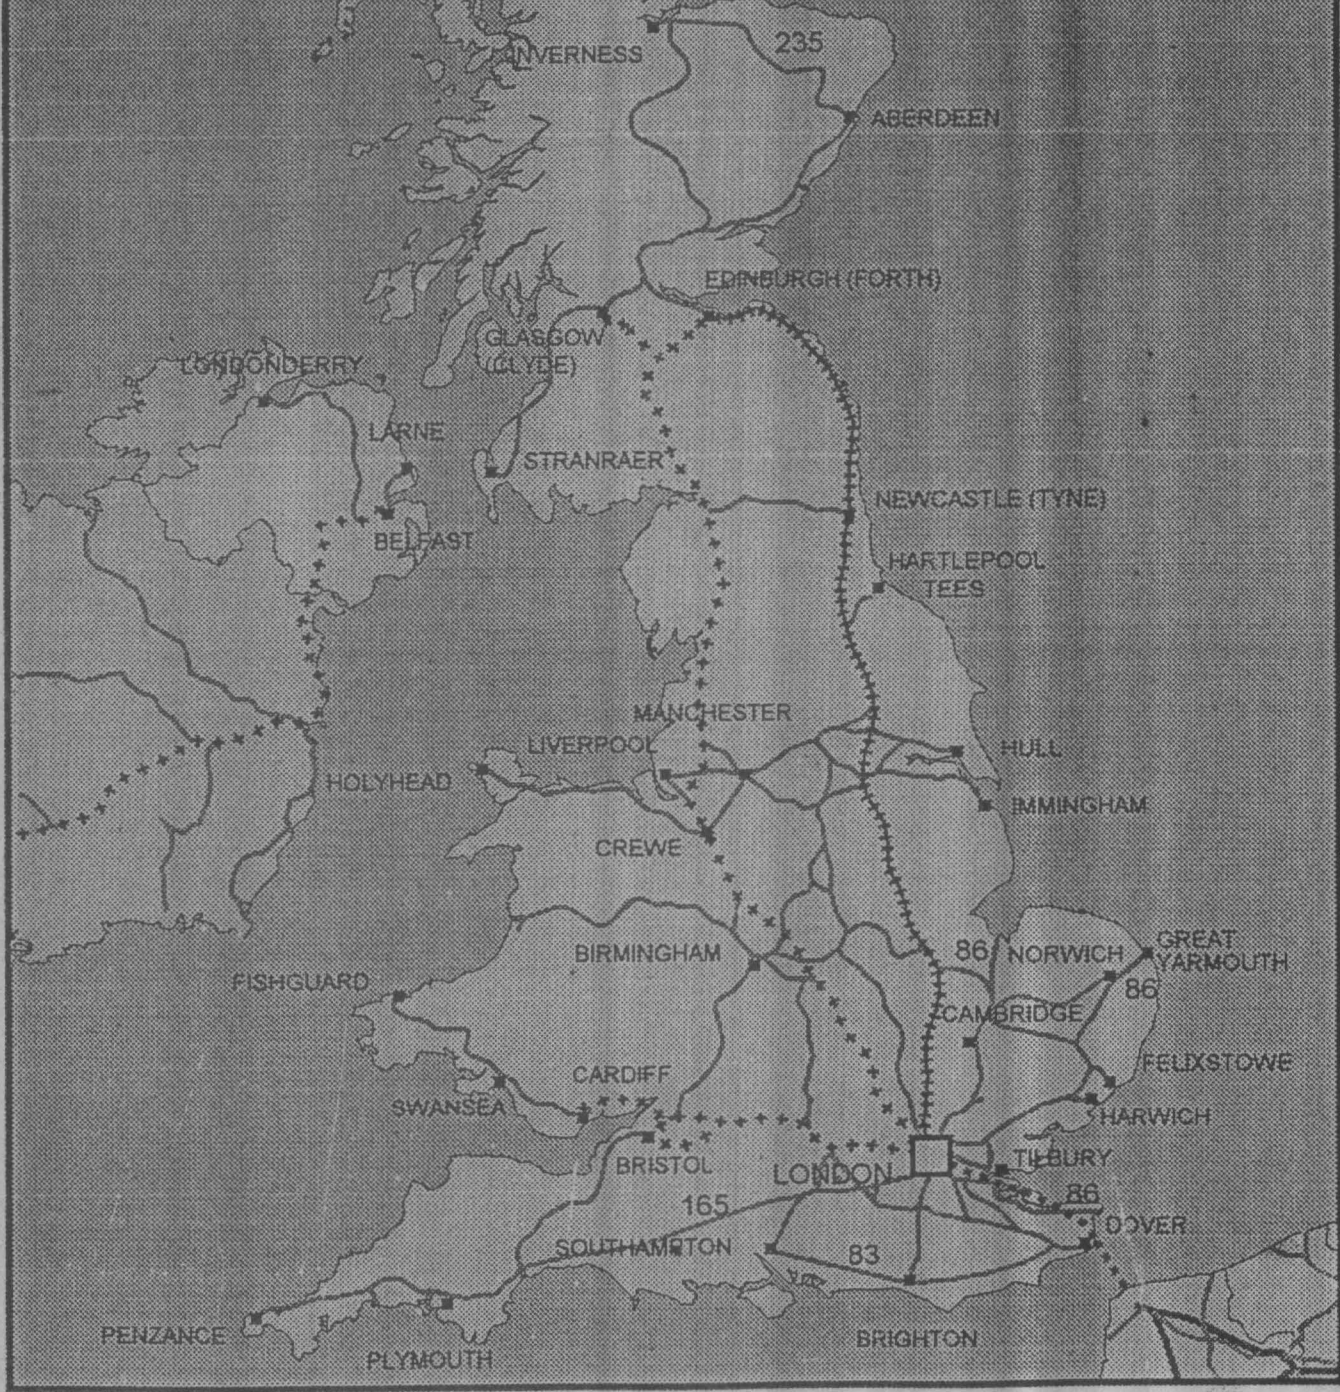 INVERNESS
235
ABERDEEN
EDINBURGH (FORTH)
GLASGOW
(CLYDE)
LONDONDERRY
LARNE
STRANRAER
NEWCASTLE (TYNE)
BELFAST
HARTLEPOOL
TEES
MANCHESTER
LIVERPOOL
HULL
HOLYHEAD
IMMINGHAM
CREWE
BIRMINGHAM
86
NORWICH
GREAT
YARMOUTH
FISHGUARD
86
CAMBRIDGE
CARDIFF
FELIXSTOWE
SWANSEA
HARWICH
BRISTOL
LONDON
TILBURY
165
86
DOVER
SOUTHAMPTON
83
PENZANCE
BRIGHTON
PLYMOUTH